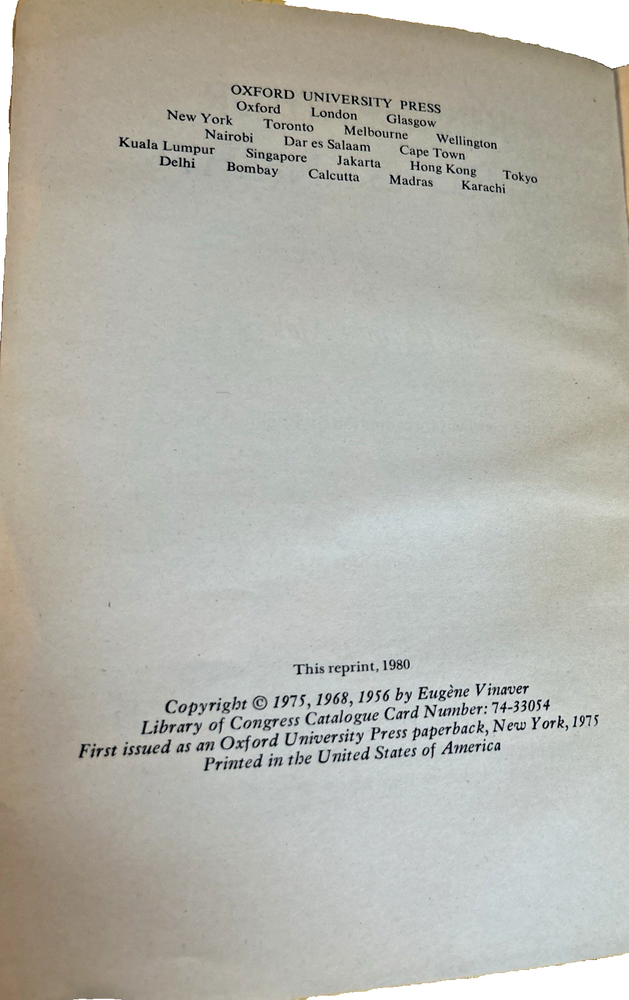 OXFORD UNIVERSITY PRESS
Oxford London Glasgow
New York Toronto Melbourne Wellington
Nairobi Dar es Salaam Cape Town
Kuala Lumpur Singapore Jakarta Hong Kong Tokyo
Delhi Bombay Calcutta Madras Karachi
This reprint, 1980
Copyright © 1975, 1968, 1956 by Eugène Vinaver
Library of Congress Catalogue Card Number: 74-33054
First issued as an Oxford University Press paperback, New York, 1975
Printed in the United States of America